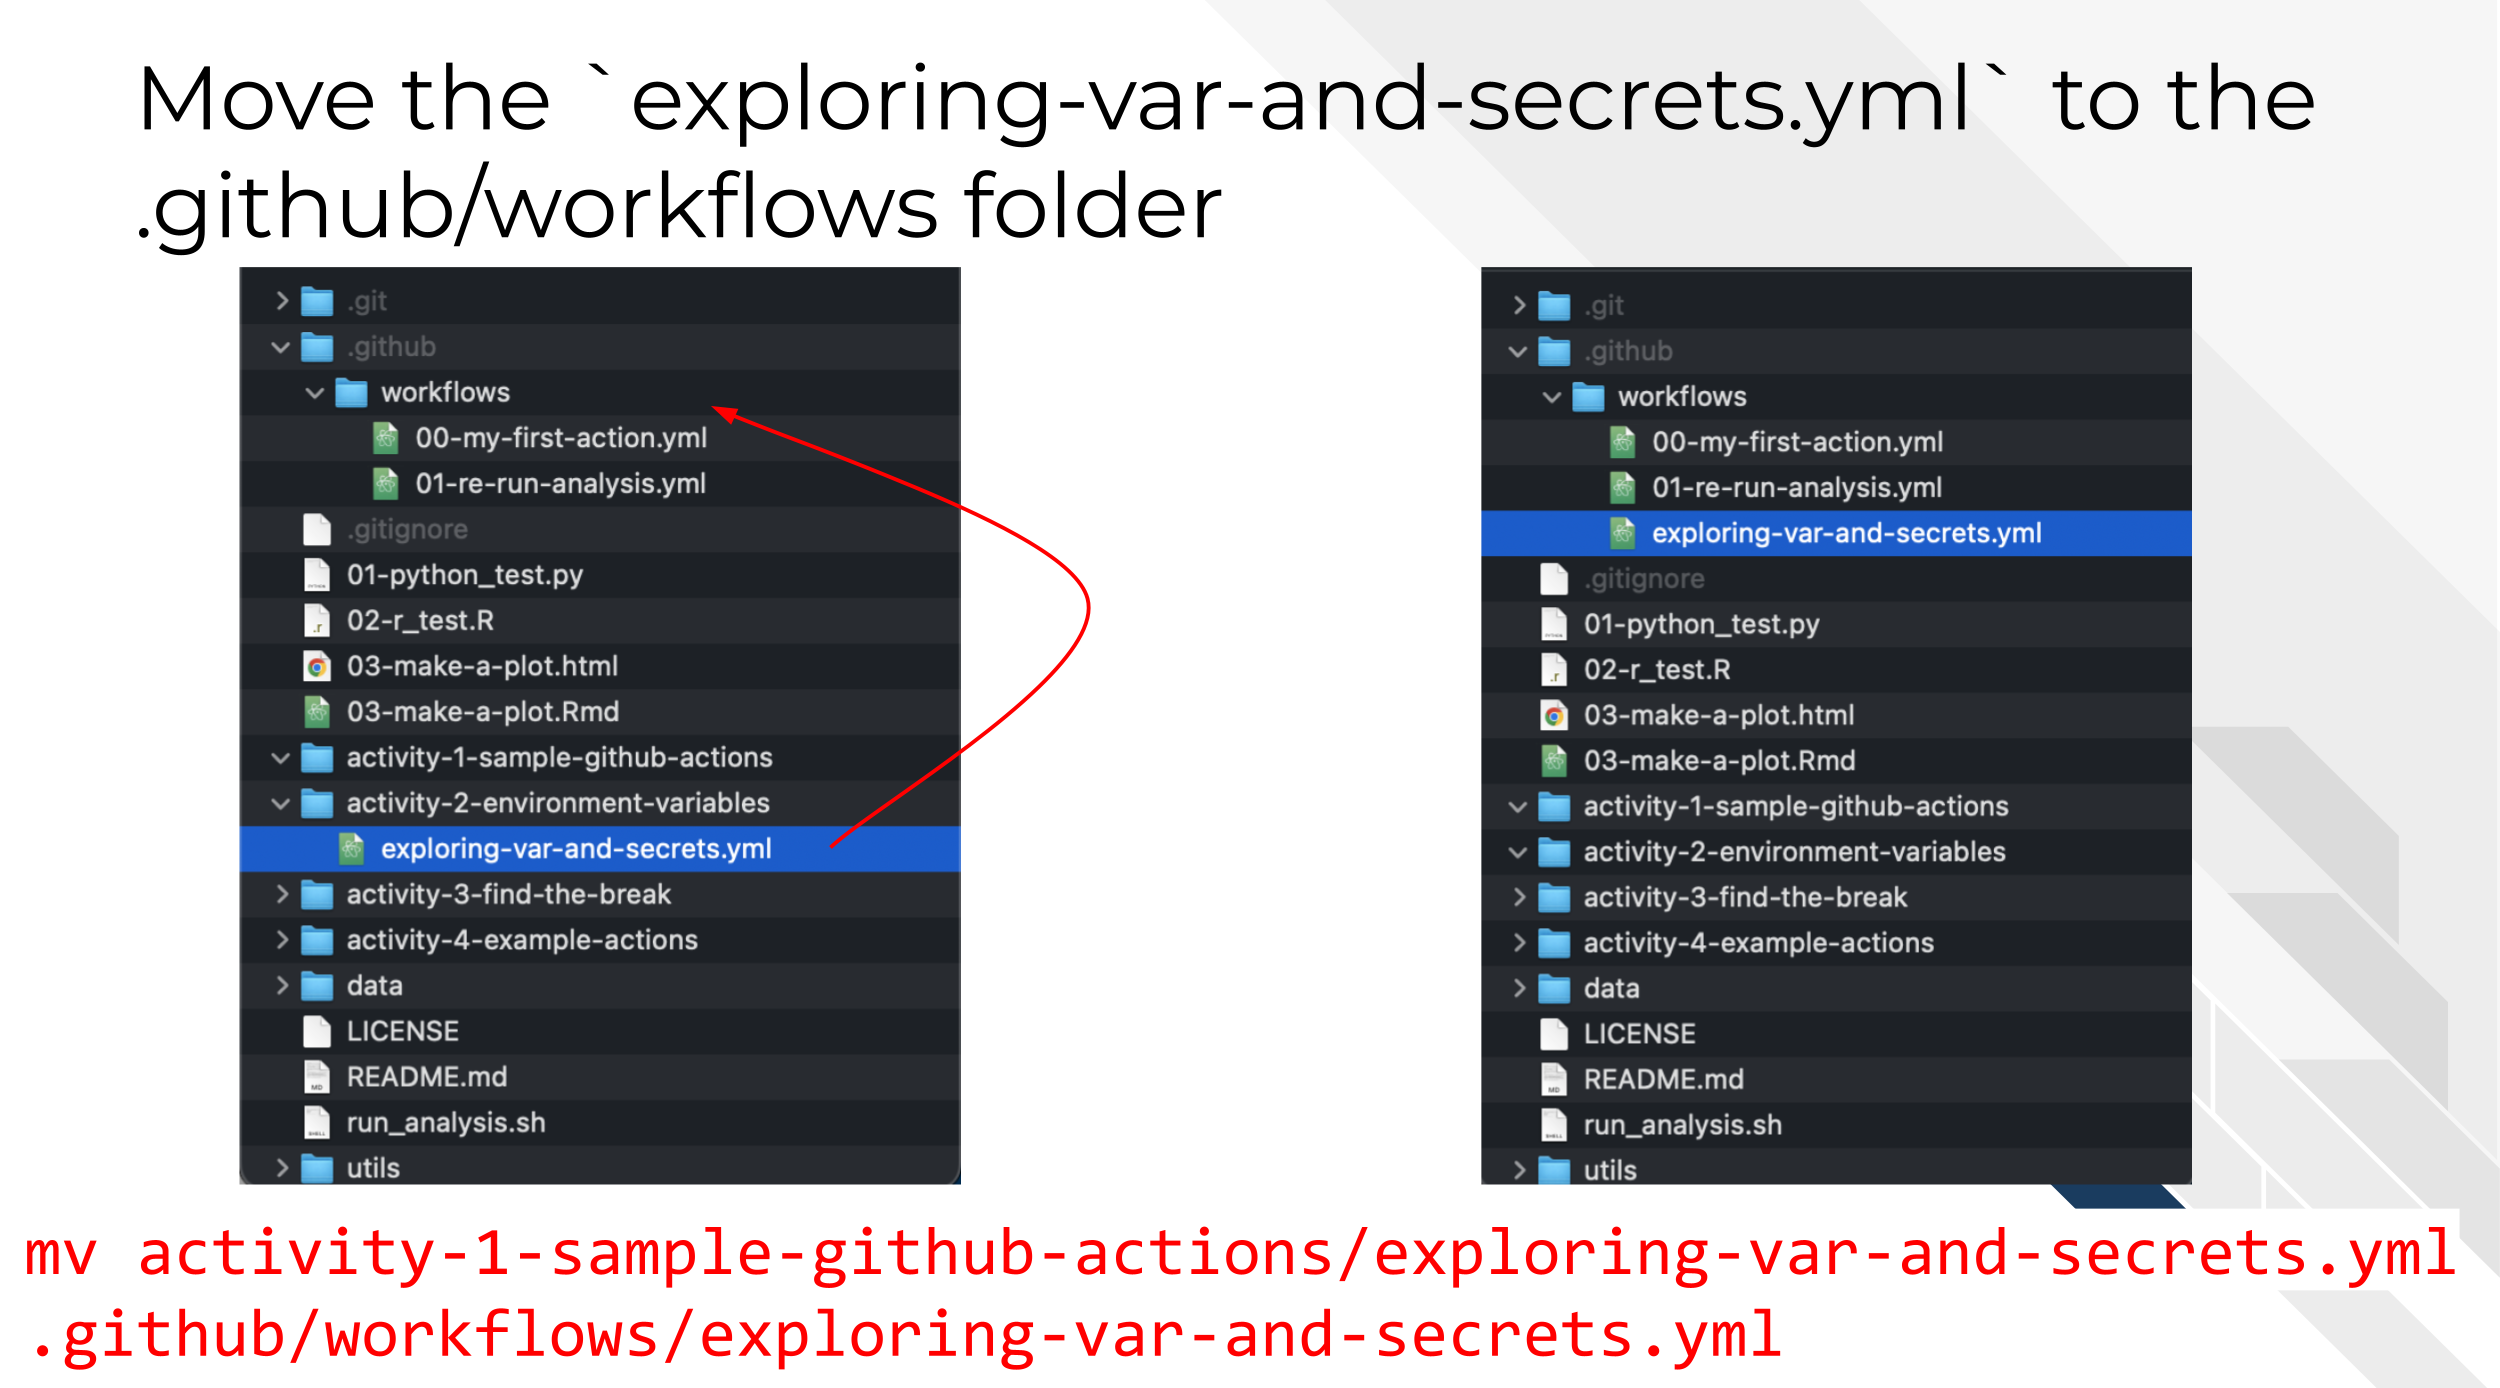 Move the `exploring-var-and-secrets.yml` to the
.github/workflows folder
.git
.github
workflows
00-my-first-action.yml
01-re-run-analysis.yml
.gitignore
01-python_test.py
02-r_test.R
03-make-a-plot.html
03-make-a-plot.Rmd
activity-1-sample-github-actions
activity-2-environment-variables
exploring-var-and-secrets.yml
activity-3-find-the-break
activity-4-example-actions
data
LICENSE
README.md
run_analysis.sh
utils
.git
.github
workflows
00-my-first-action.yml
01-re-run-analysis.yml
exploring-var-and-secrets.yml
.gitignore
01-python_test.py
02-r_test.R
03-make-a-plot.html
03-make-a-plot.Rmd
activity-1-sample-github-actions
activity-2-environment-variables
activity-3-find-the-break
activity-4-example-actions
data
LICENSE
README.md
run_analysis.sh
utils
mv activity-1-sample-github-actions/exploring-var-and-secrets.yml
.github/workflows/exploring-var-and-secrets.yml